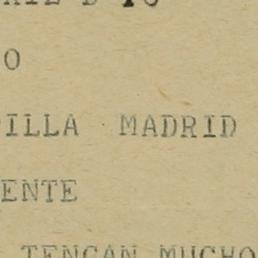 O
ILLA MADRID
ENTE
TENGAN MUCHO